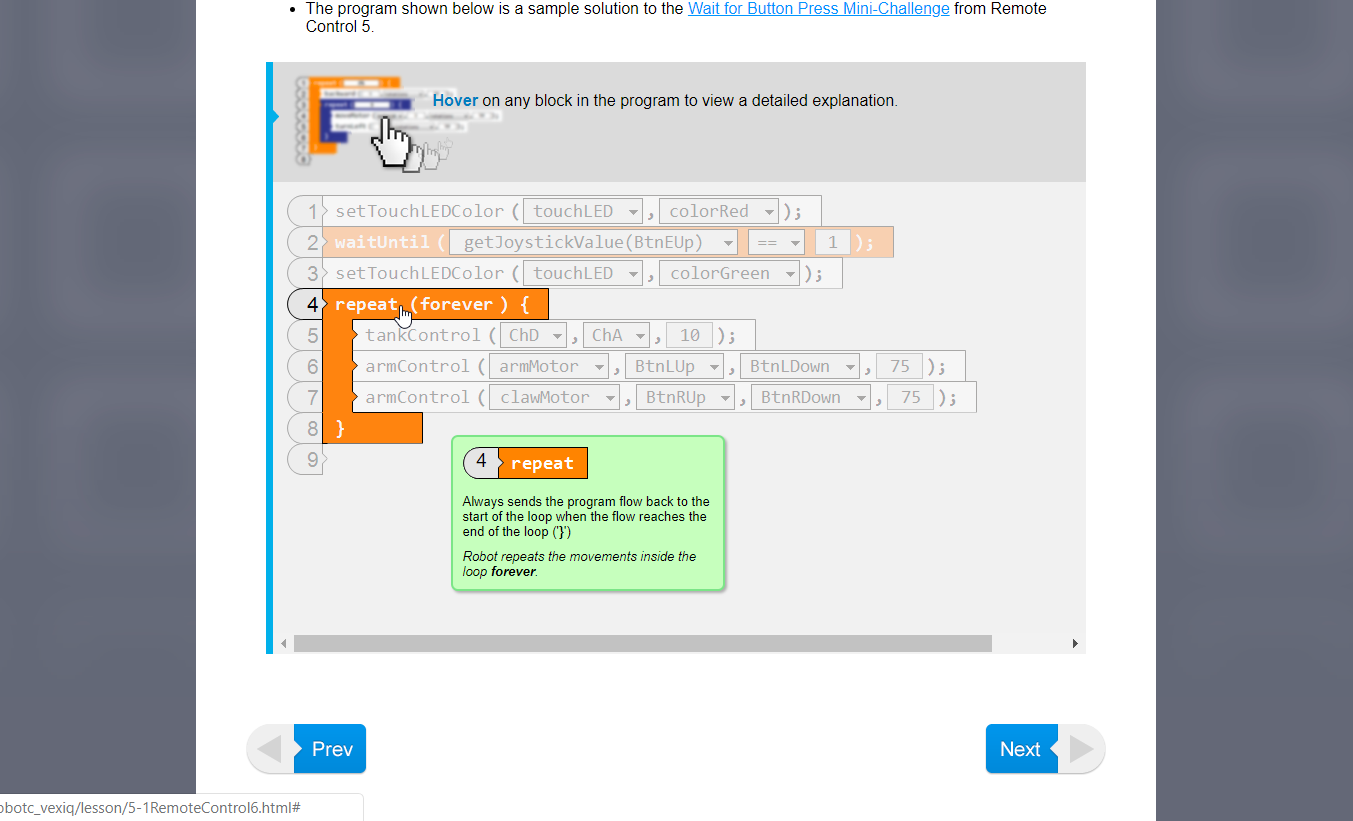 • The program shown below is a sample solution to the Wait for Button Press Mini-Challenge from Remote
Control 5.
Hover on any block in the program to view a detailed explanation.
1 setTouchLEDColor ( touchLED , colorRed );
2 waitUntil ( getJoystickValue(BtnEUp) == 1 );
3 setTouchLEDColor ( touchLED , colorGreen );
4 repeat (forever ) {
5 tankControl ( ChD , ChA , 10 );
6 armControl ( armMotor , BtnLUp , BtnLDown , 75 );
7 armControl ( clawMotor , BtnRUp , BtnRDown , 75 );
8 }
9
4 repeat
Always sends the program flow back to the
start of the loop when the flow reaches the
end of the loop ('}')
Robot repeats the movements inside the
loop forever.
Prev
Next
obotc_vexiq/lesson/5-1RemoteControl6.html#